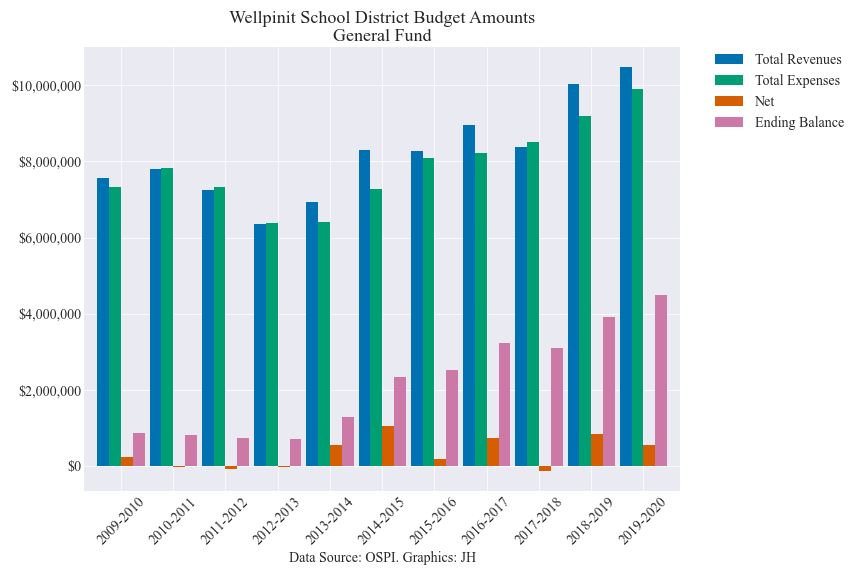 Wellpinit School District Budget Amounts
General Fund
Total Revenues
Total Expenses
Net
Ending Balance
$10,000,000
$8,000,000
$6,000,000
$4,000,000
$2,000,000
$0
2009-2010
2010-2011
2011-2012
2012-2013
2013-2014
2014-2015
2015-2016
2016-2017
2017-2018
2018-2019
2019-2020
Data Source: OSPI. Graphics: JH